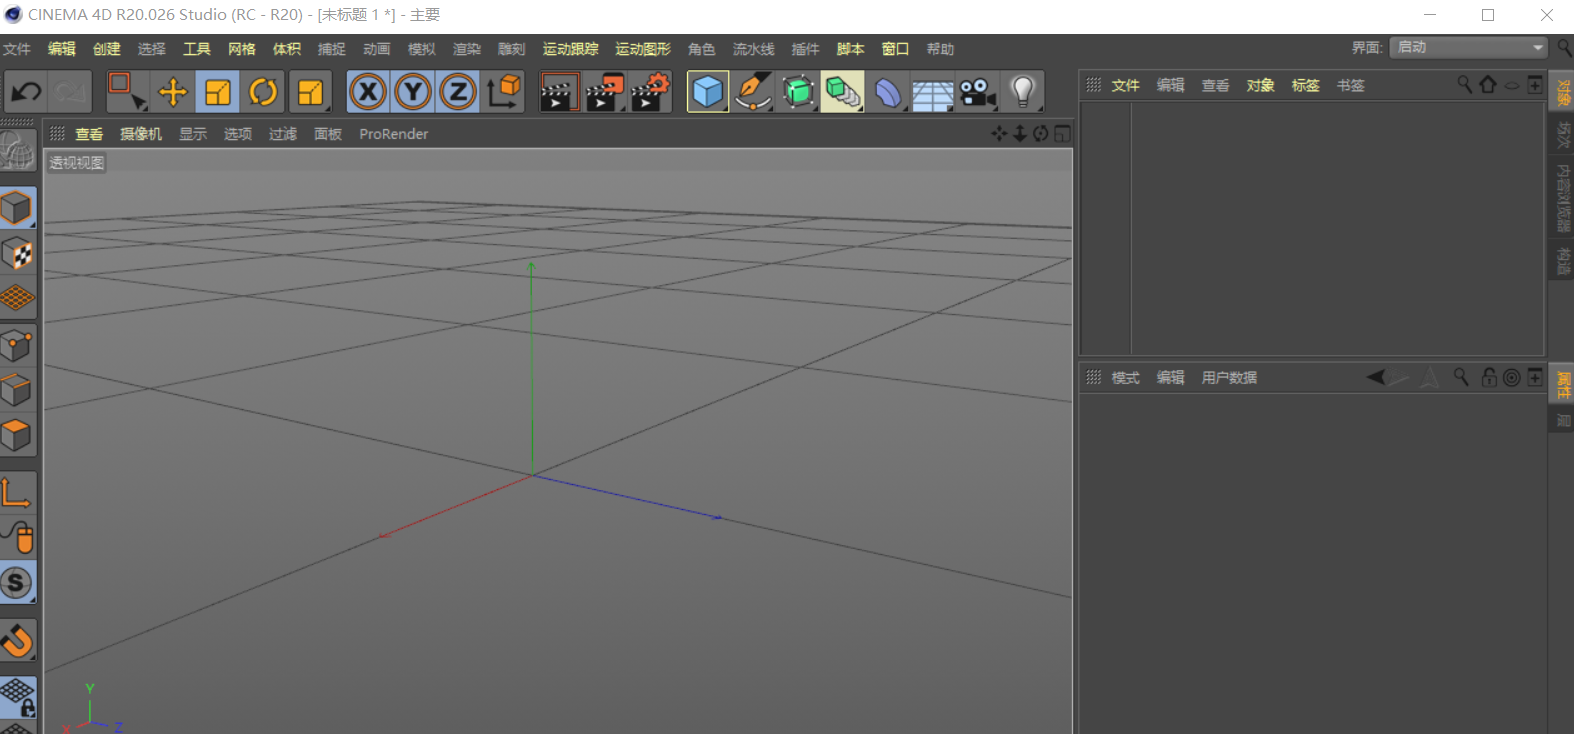 CINEMA 4D R20.026 Studio (RC - R20) - [未标题 1 *] - 主要
文件 编辑 创建 选择 工具 网格 体积 捕捉 动画 模拟 渲染 雕刻 运动跟踪 运动图形 角色 流水线 插件 脚本 窗口 帮助 界面: 启动
X Y Z
文件 编辑 查看 对象 标签 书签
对象
场次
内容浏览器
构造
查看 摄像机 显示 选项 过滤 面板 ProRender
透视视图
模式 编辑 用户数据
属性
层
S
Y
X Z